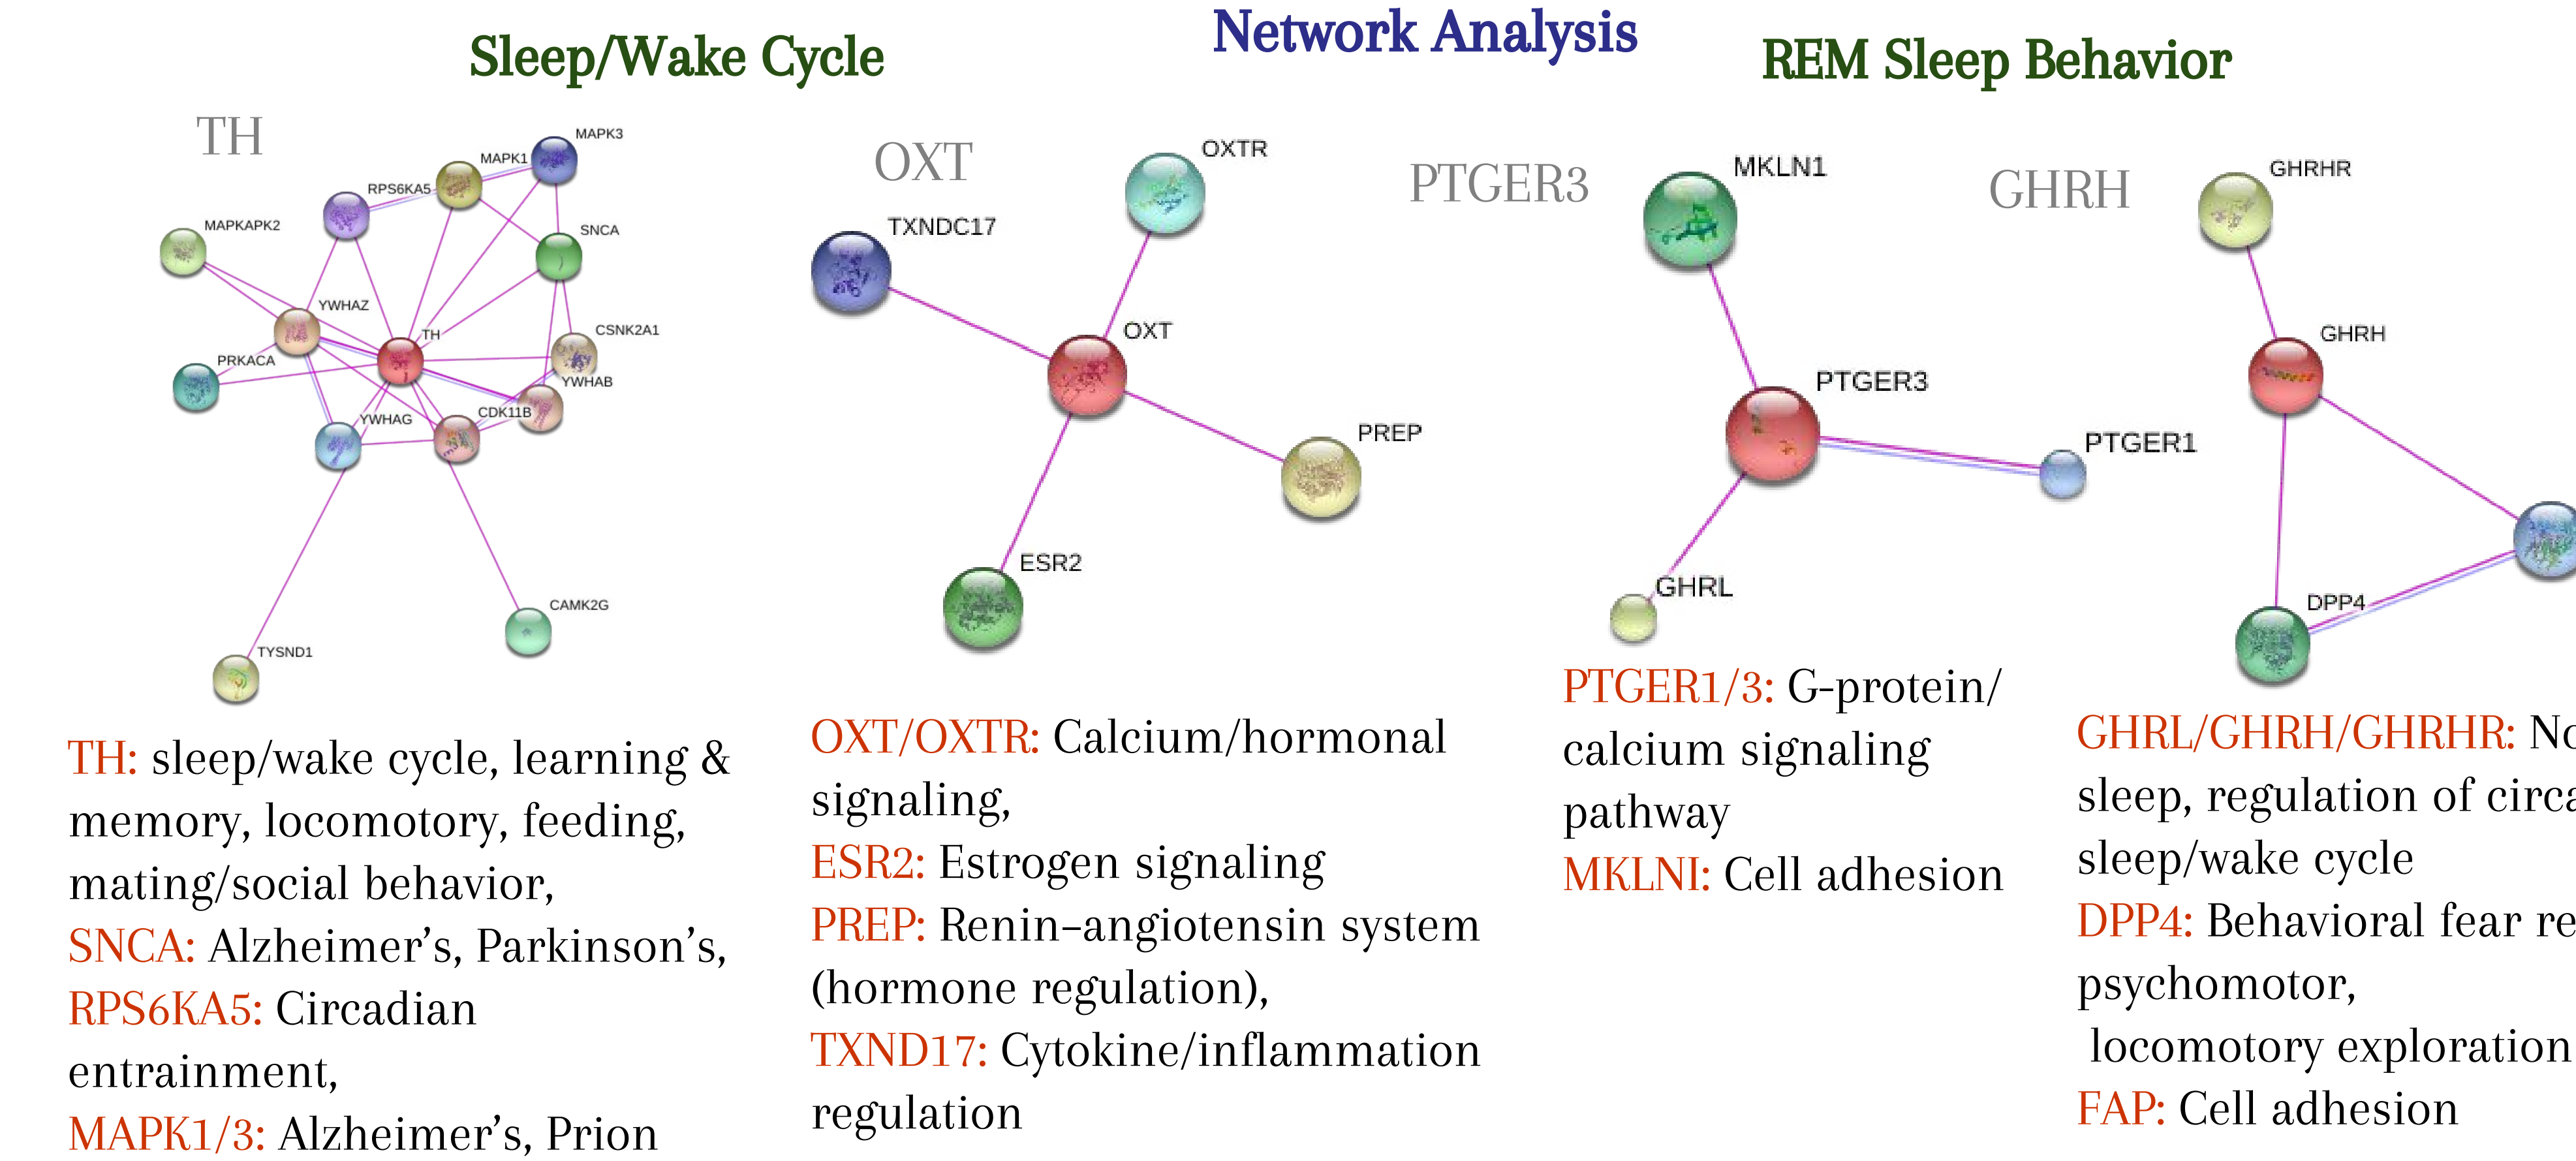 Network Analysis
Sleep/Wake Cycle
REM Sleep Behavior
TH
MAPK3
MAPK1
RPS6KA5
MAPKAPK2
SNCA
YWHAZ
TH
CSNK2A1
PRKACA
YWHAB
CDK11B
YWHAG
CAMK2G
TYSND1
TH: sleep/wake cycle, learning &
memory, locomotory, feeding,
mating/social behavior,
SNCA: Alzheimer’s, Parkinson’s,
RPS6KA5: Circadian
entrainment,
MAPK1/3: Alzheimer’s, Prion
OXT
OXTR
TXNDC17
OXT
PREP
ESR2
OXT/OXTR: Calcium/hormonal
signaling,
ESR2: Estrogen signaling
PREP: Renin–angiotensin system
(hormone regulation),
TXND17: Cytokine/inflammation
regulation
PTGER3
MKLN1
PTGER3
PTGER1
GHRL
PTGER1/3: G-protein/
calcium signaling
pathway
MKLNI: Cell adhesion
GHRH
GHRHR
GHRH
DPP4
GHRL/GHRH/GHRHR:
sleep, regulation of
sleep/wake cycle
DPP4: Behavioral fear
psychomotor,
locomotory exploration
FAP: Cell adhesion